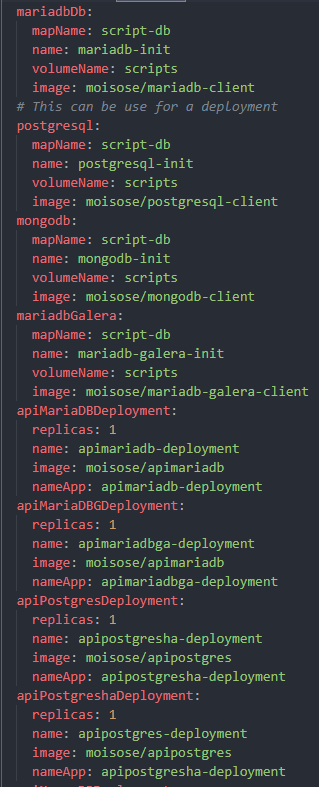 mariadbDb:
  mapName: script-db
  name: mariadb-init
  volumeName: scripts
  image: moisose/mariadb-client
# This can be use for a deployment
postgresql:
  mapName: script-db
  name: postgresql-init
  volumeName: scripts
  image: moisose/postgresql-client
mongodb:
  mapName: script-db
  name: mongodb-init
  volumeName: scripts
  image: moisose/mongodb-client
mariadbGalera:
  mapName: script-db
  name: mariadb-galera-init
  volumeName: scripts
  image: moisose/mariadb-galera-client
apiMariaDBDeployment:
  replicas: 1
  name: apimariadb-deployment
  image: moisose/apimariadb
  nameApp: apimariadb-deployment
apiMariaDBGDeployment:
  replicas: 1
  name: apimariadbga-deployment
  image: moisose/apimariadb
  nameApp: apimariadbga-deployment
apiPostgresDeployment:
  replicas: 1
  name: apipostgresha-deployment
  image: moisose/apipostgres
  nameApp: apipostgresha-deployment
apiPostgreshaDeployment:
  replicas: 1
  name: apipostgres-deployment
  image: moisose/apipostgres
  nameApp: apipostgresha-deployment